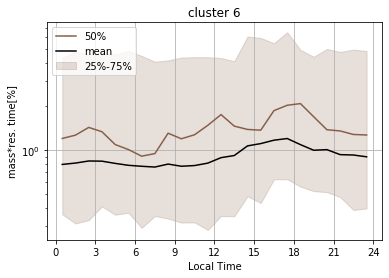 cluster 6
50%
mean
25%-75%
mass*res. time[%]
10⁰
0 3 6 9 12 15 18 21 24
Local Time